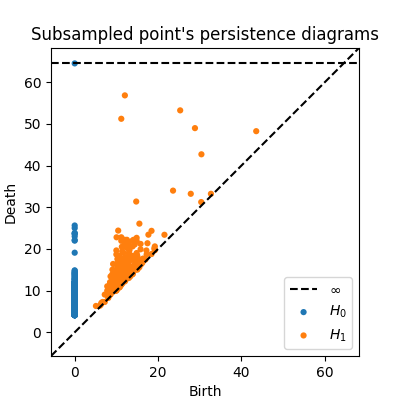 Subsampled point's persistence diagrams
Death
60
50
40
30
20
10
0
0 20 40 60
Birth
∞
H₀
H₁